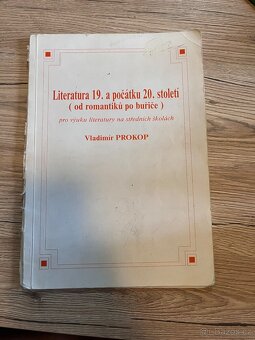 Literatura 19. a počátku 20. století
( od romantiků po buřiče )
pro výuku literatury na středních školách
Vladimír PROKOP